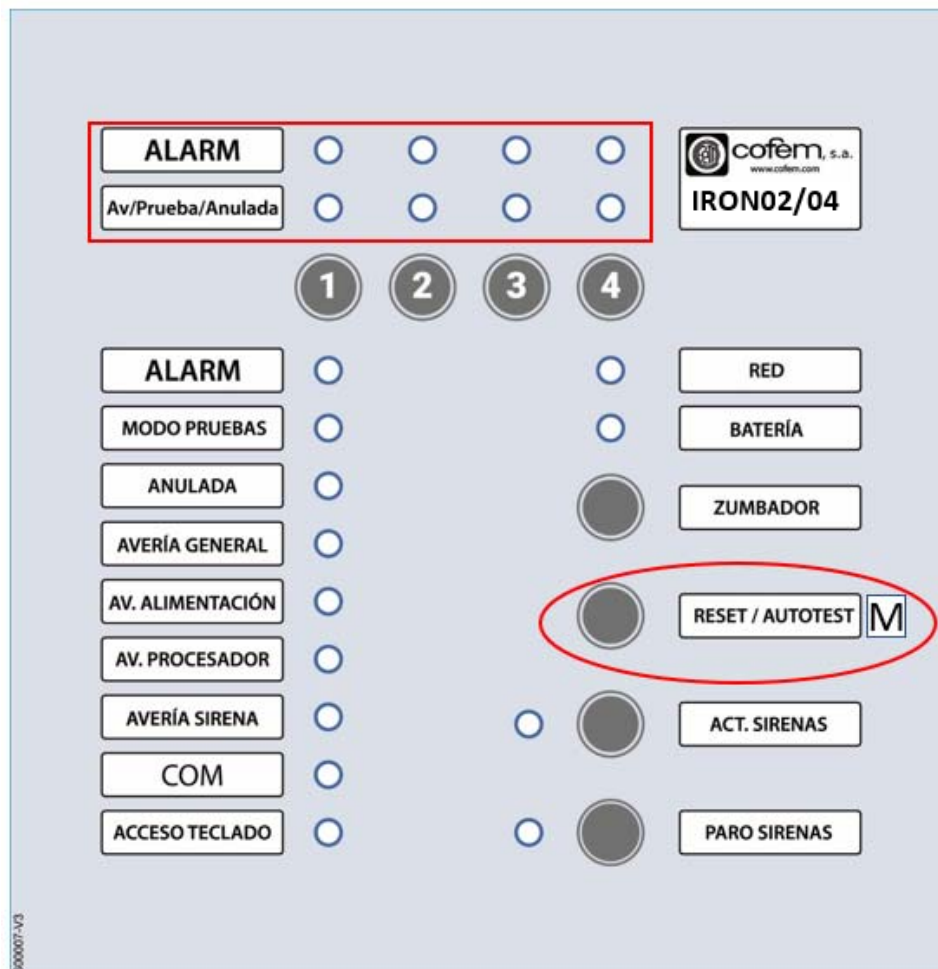 ALARM
cofem, s.a.
www.cofem.com
Av/Prueba/Anulada
IRON02/04
1 2 3 4
ALARM
RED
MODO PRUEBAS
BATERÍA
ANULADA
ZUMBADOR
AVERÍA GENERAL
AV. ALIMENTACIÓN
RESET / AUTOTEST M
AV. PROCESADOR
AVERÍA SIRENA
ACT. SIRENAS
COM
ACCESO TECLADO
PARO SIRENAS